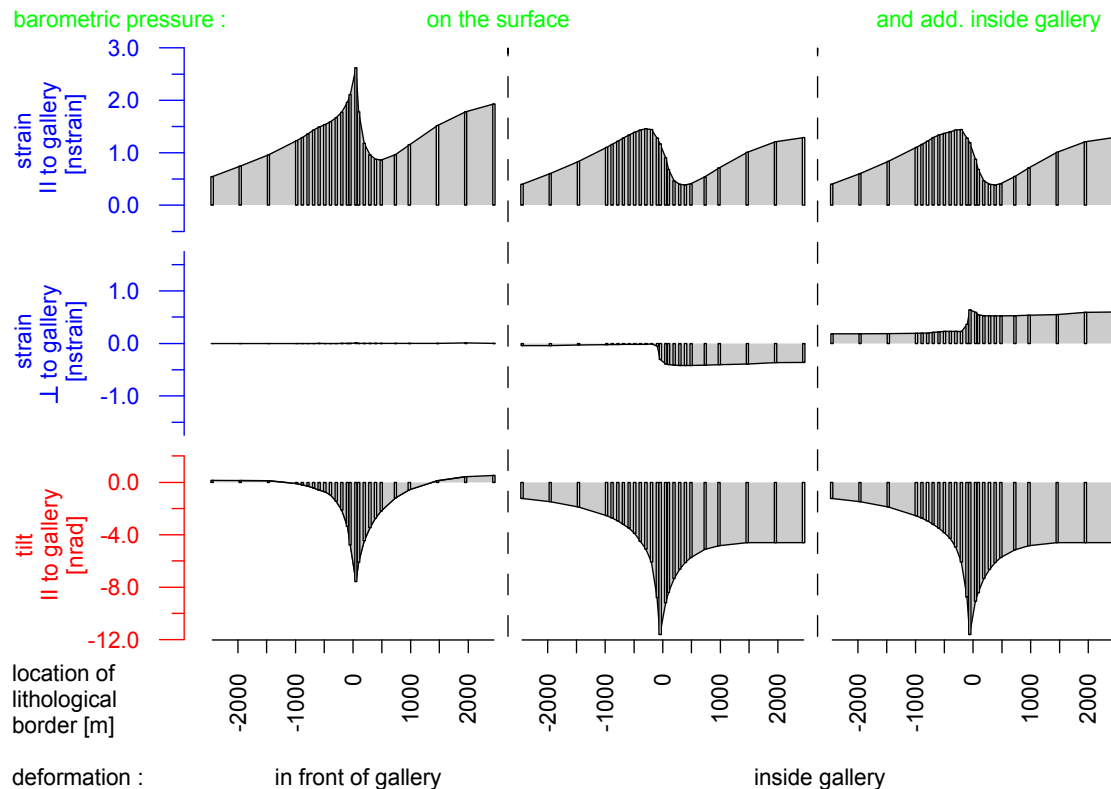 barometric pressure : on the surface and add. inside gallery
strain
II to gallery
[nstrain]
3.0
2.0
1.0
0.0
strain
⊥ to gallery
[nstrain]
1.0
0.0
-1.0
tilt
II to gallery
[nrad]
0.0
-4.0
-8.0
-12.0
location of
lithological
border [m]
-2000 -1000 0 1000 2000 -2000 -1000 0 1000 2000 -2000 -1000 0 1000 2000
deformation : in front of gallery inside gallery